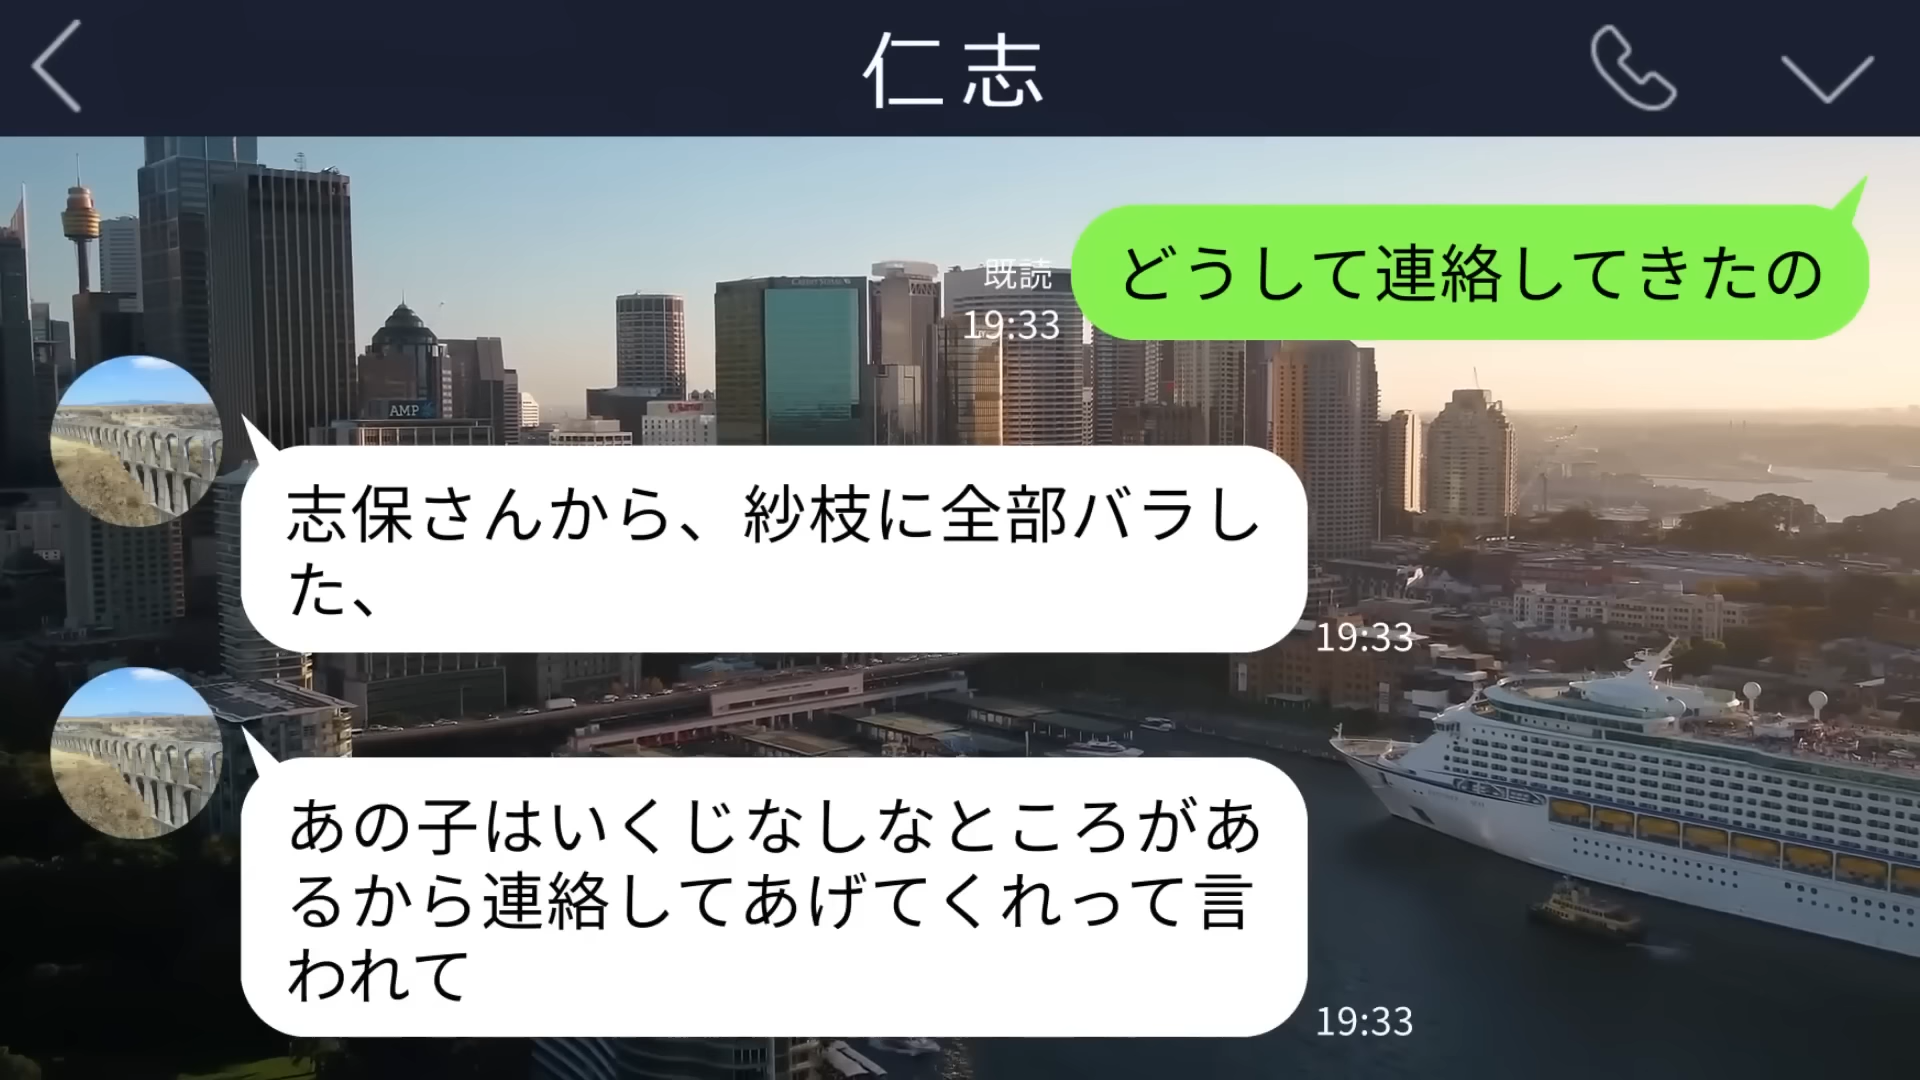 仁志
どうして連絡してきたの
既読
19:33
AMP
志保さんから、紗枝に全部バラし
た、
19:33
あの子はいくじなしなところがあ
るから連絡してあげてくれって言
われて
19:33